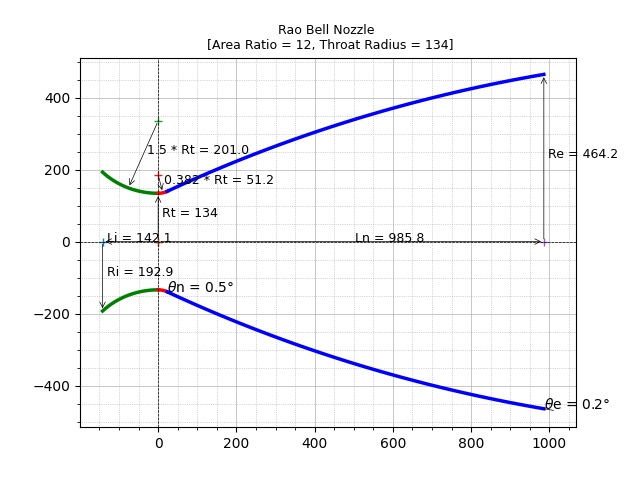 Rao Bell Nozzle
[Area Ratio = 12, Throat Radius = 134]
400
1.5 * Rt = 201.0
Re = 464.2
200
0.382 * Rt = 51.2
Rt = 134
0
Li = 142.1
Ln = 985.8
Ri = 192.9
θn = 0.5°
−200
−400
θe = 0.2°
0
200
400
600
800
1000